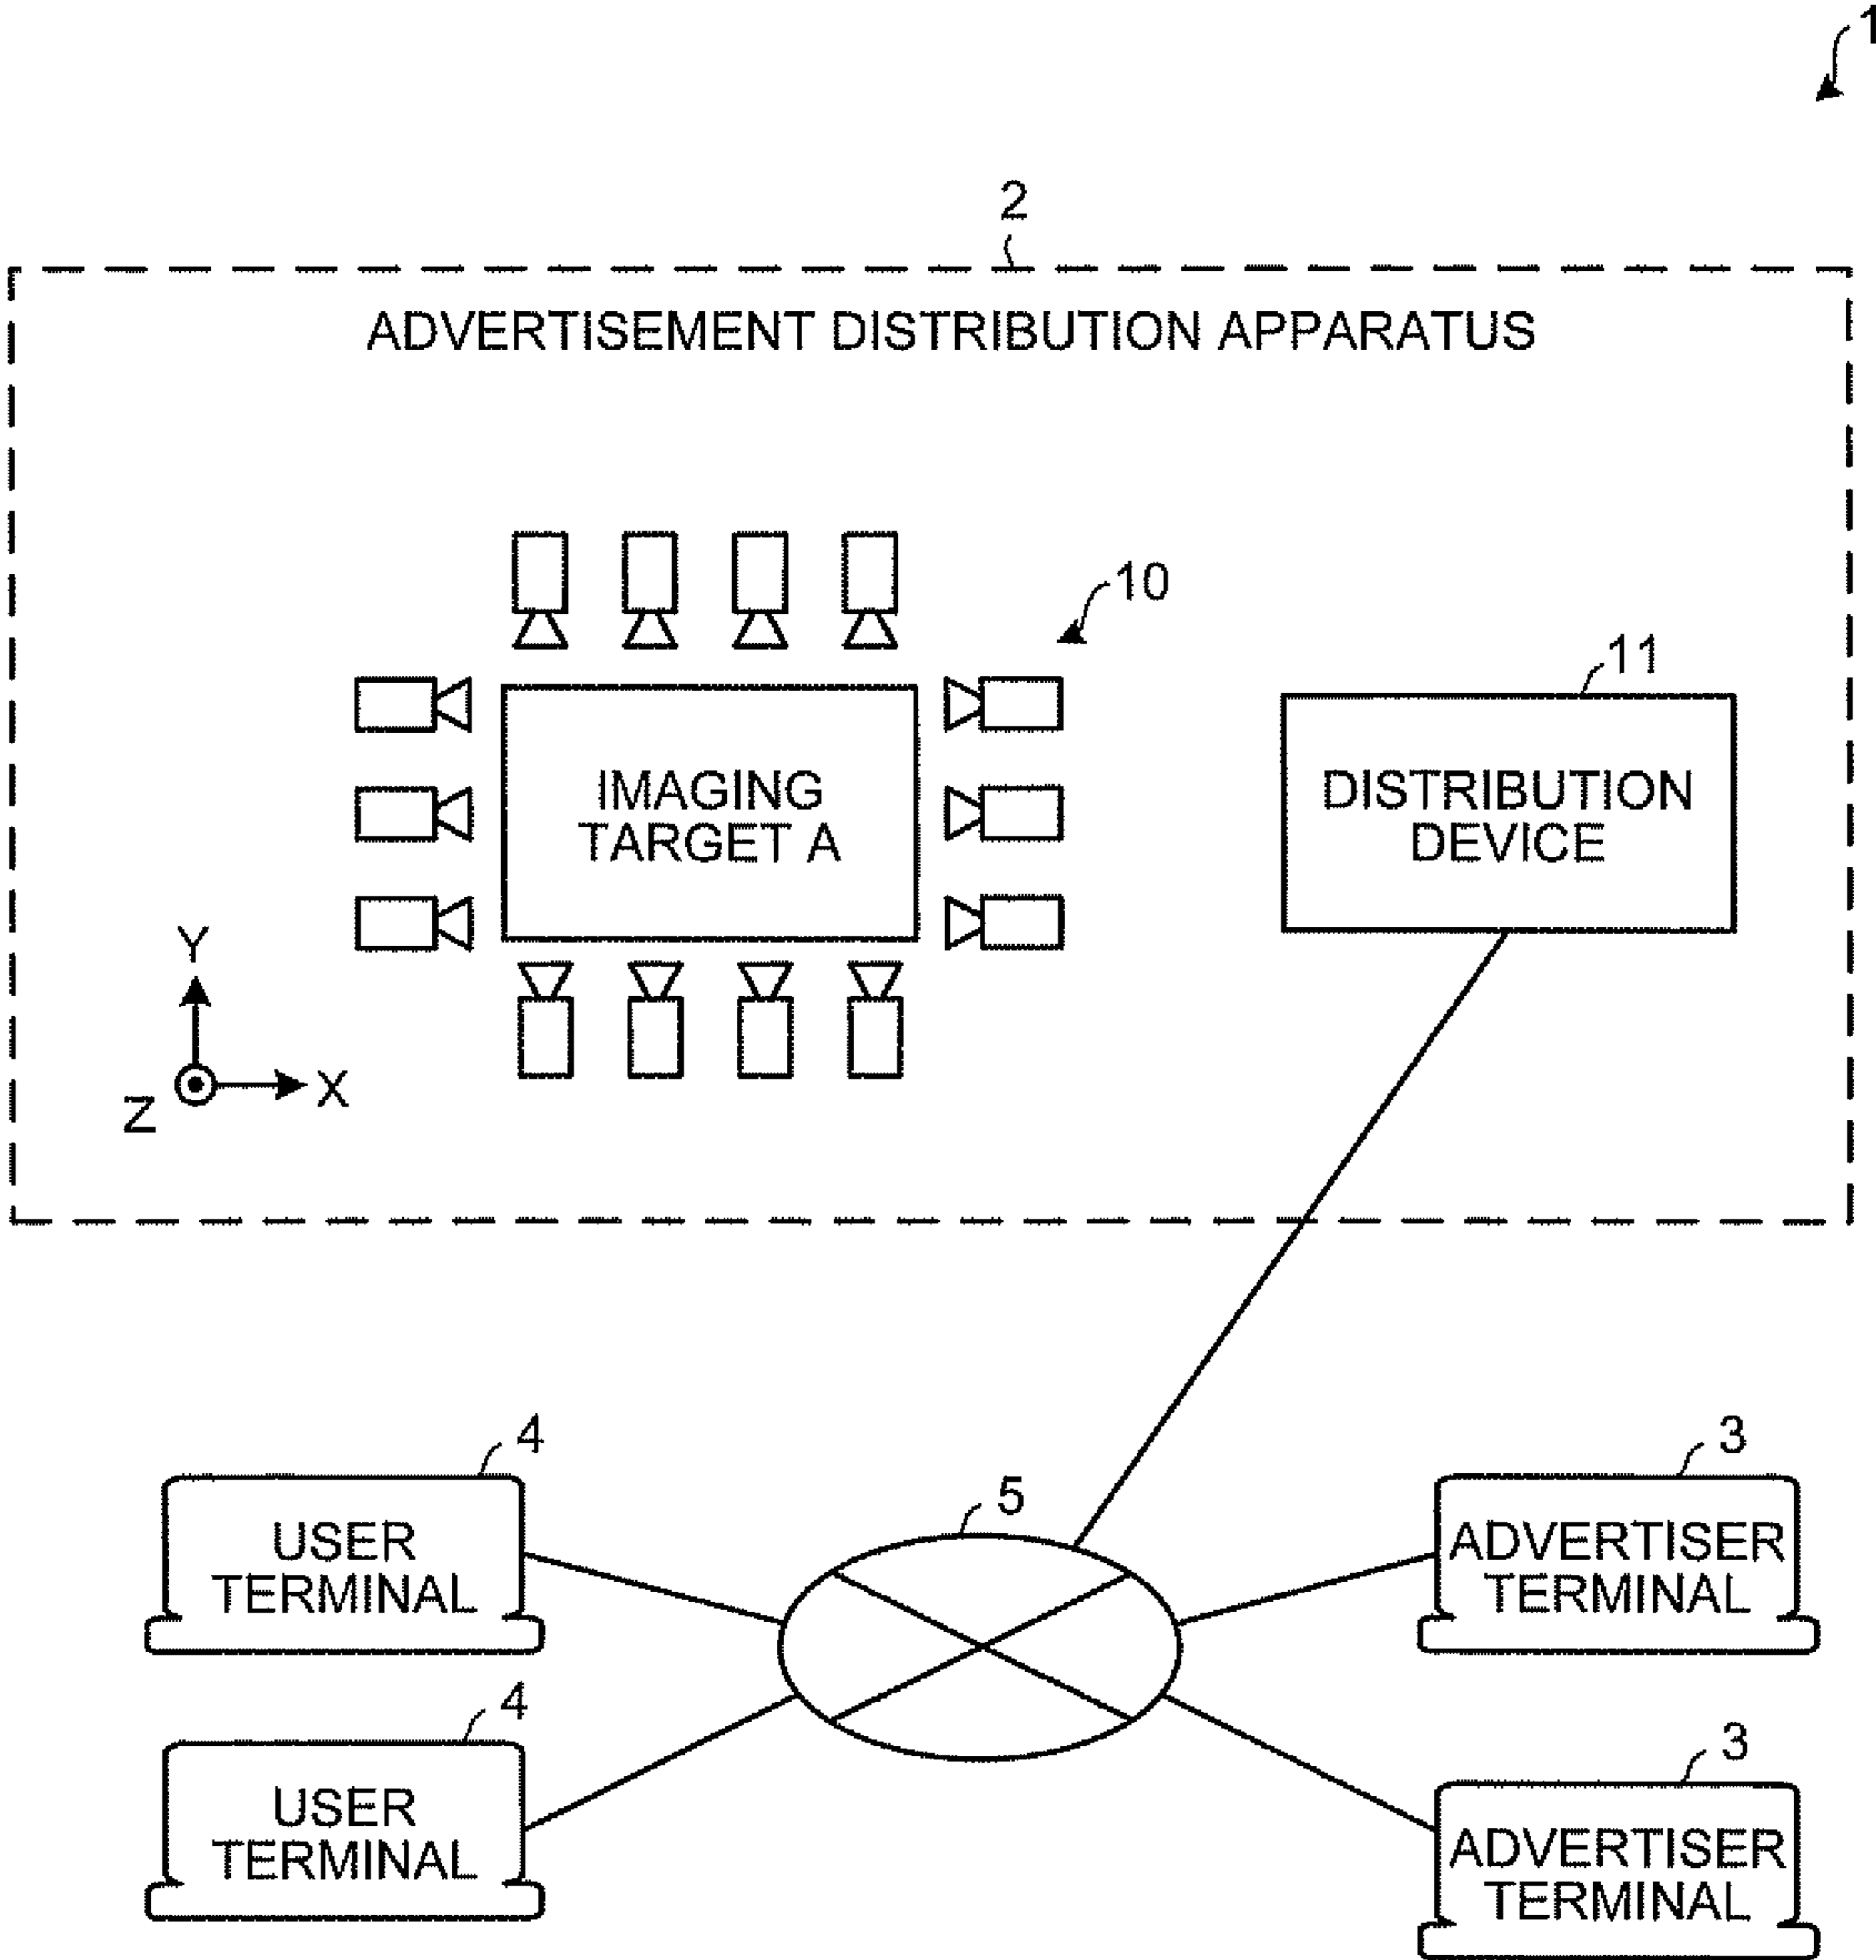 1
2
ADVERTISEMENT DISTRIBUTION APPARATUS
10
11
IMAGING
TARGET A
DISTRIBUTION
DEVICE
Y
X
Z
4
USER
TERMINAL
5
3
ADVERTISER
TERMINAL
4
USER
TERMINAL
3
ADVERTISER
TERMINAL